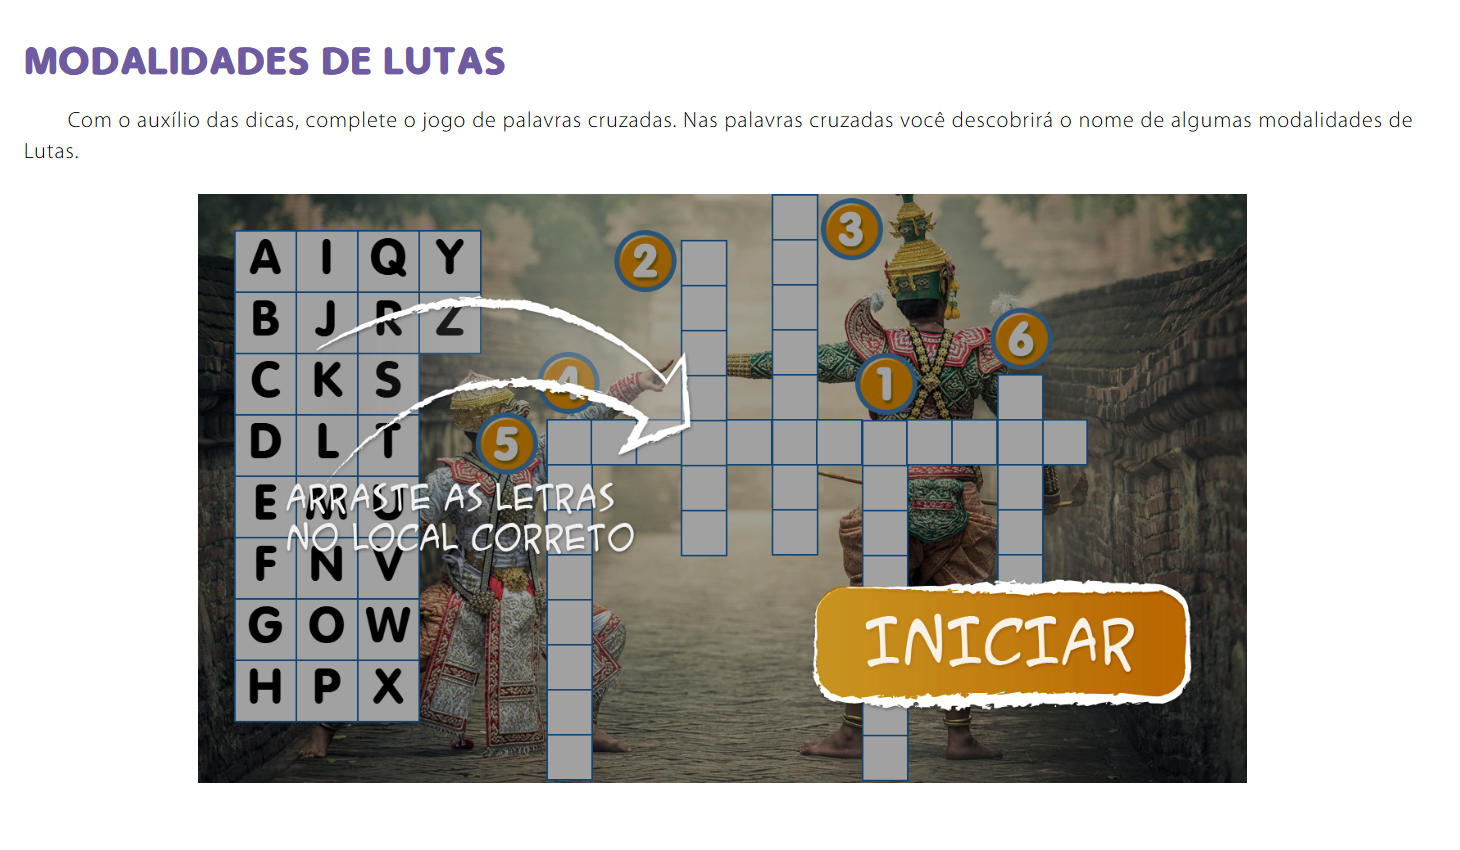 MODALIDADES DE LUTAS
Com o auxílio das dicas, complete o jogo de palavras cruzadas. Nas palavras cruzadas você descobrirá o nome de algumas modalidades de
Lutas.
3
2
A I Q Y
B J R Z
6
C K S
4
1
D L T
5
E M U
ARRASTE AS LETRAS
NO LOCAL CORRETO
F N V
G O W
INICIAR
H P X